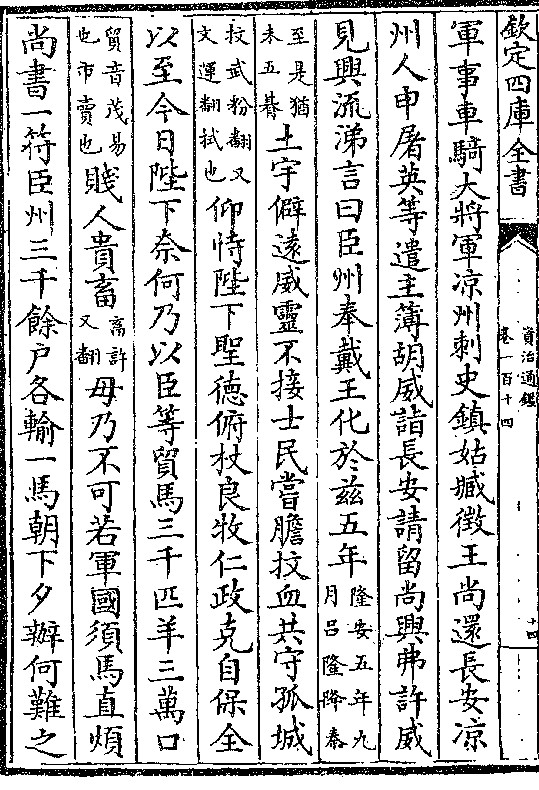 欽定四庫全書
資治通鑑
卷一百十四
十四
軍事車騎大將軍涼州刺史鎮姑臧徵王尚還長安涼
州人申屠英等遣主簿胡威詣長安請留尚興弗許威
見興流涕言曰臣州奉戴王化於兹五年隆安五年九
月吕隆降秦
至是猶
未五朞土宇僻逺威靈不接士民嘗膽抆血共守孤城
抆武粉翻又
文運翻拭也仰恃陛下聖徳俯杖良牧仁政克自保全
以至今日陛下奈何乃以臣等貿馬三千匹羊三萬口
貿音茂易
也市賣也賤人貴畜畜許
又翻毋乃不可若軍國須馬直煩
尚書一符臣州三千餘户各輸一馬朝下夕辦何難之